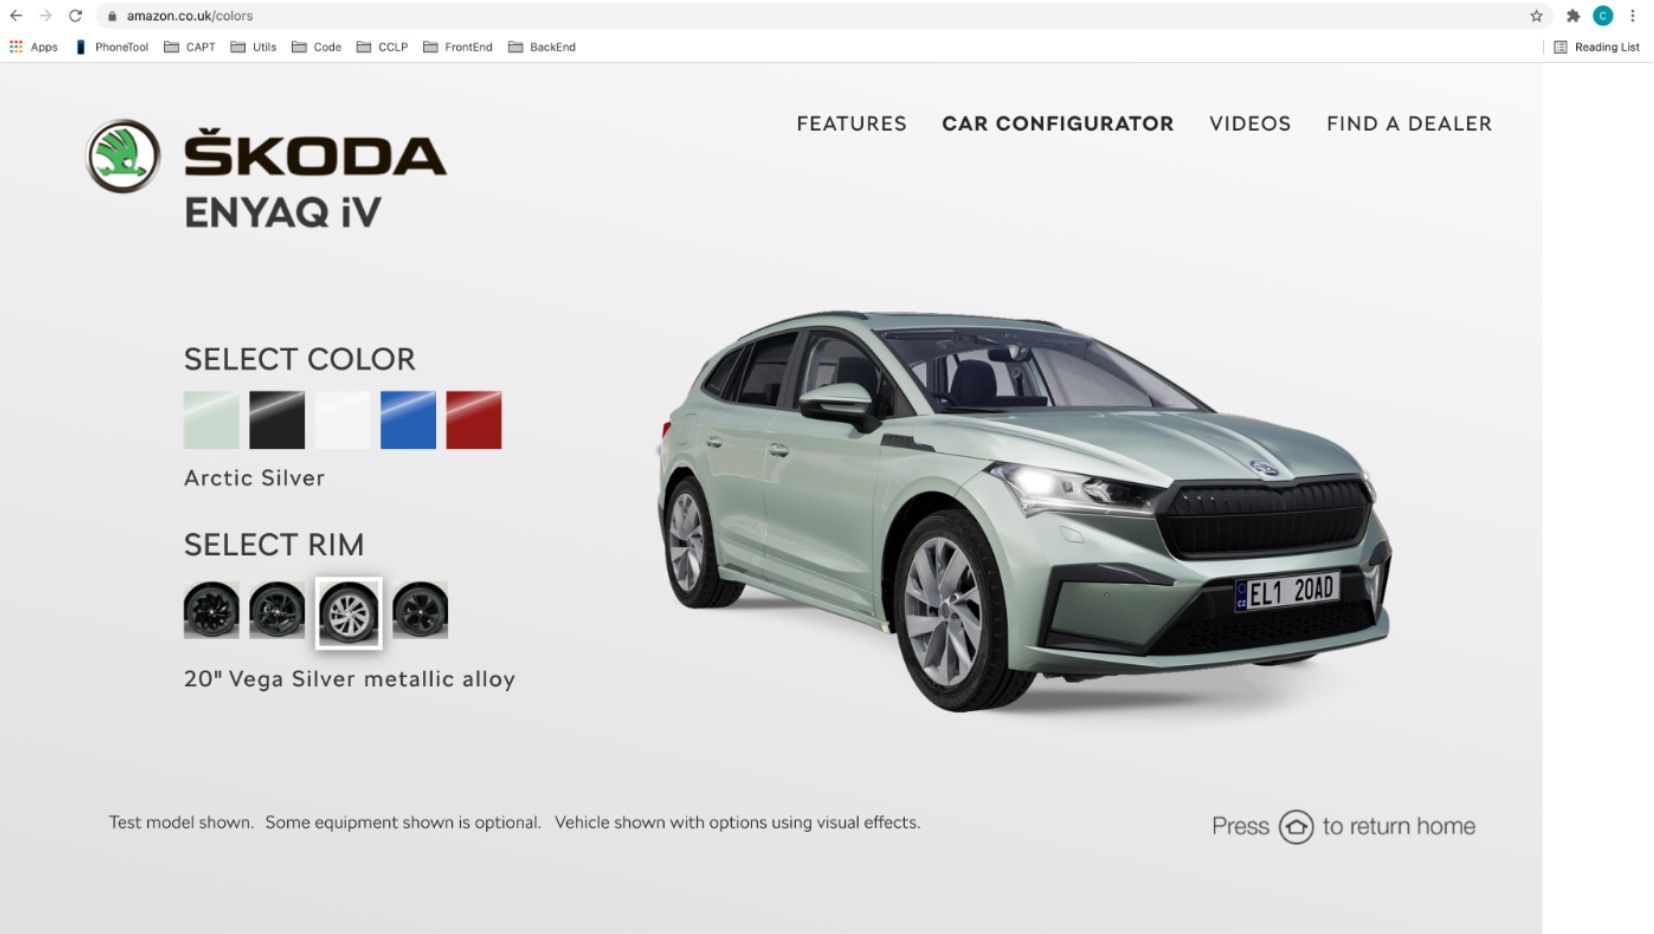 amazon.co.uk/colors
C
Apps PhoneTool CAPT Utils Code CCLP FrontEnd BackEnd Reading List
FEATURES CAR CONFIGURATOR VIDEOS FIND A DEALER
ŠKODA
ENYAQ iV
SELECT COLOR
Arctic Silver
SELECT RIM
20" Vega Silver metallic alloy
CZ EL1 20AD
Test model shown. Some equipment shown is optional. Vehicle shown with options using visual effects.
Press to return home